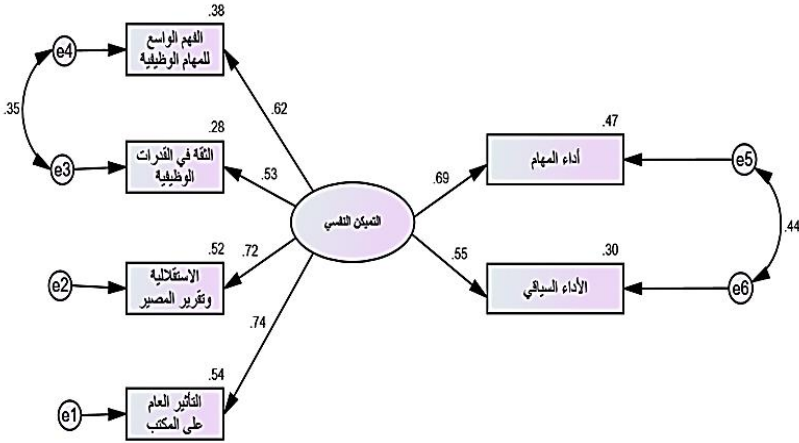 .38
الفهم الواسع
للمهام الوظيفية
e4
.35
.62
.28
الثقة في القدرات
الوظيفية
e3
.53
.47
أداء المهام
e5
.69
التمكين النفسي
.44
.52
الاستقلالية
وتقرير المصير
e2
.72
.55
.30
الأداء السياقي
e6
.74
.54
التأثير العام
على المكتب
e1